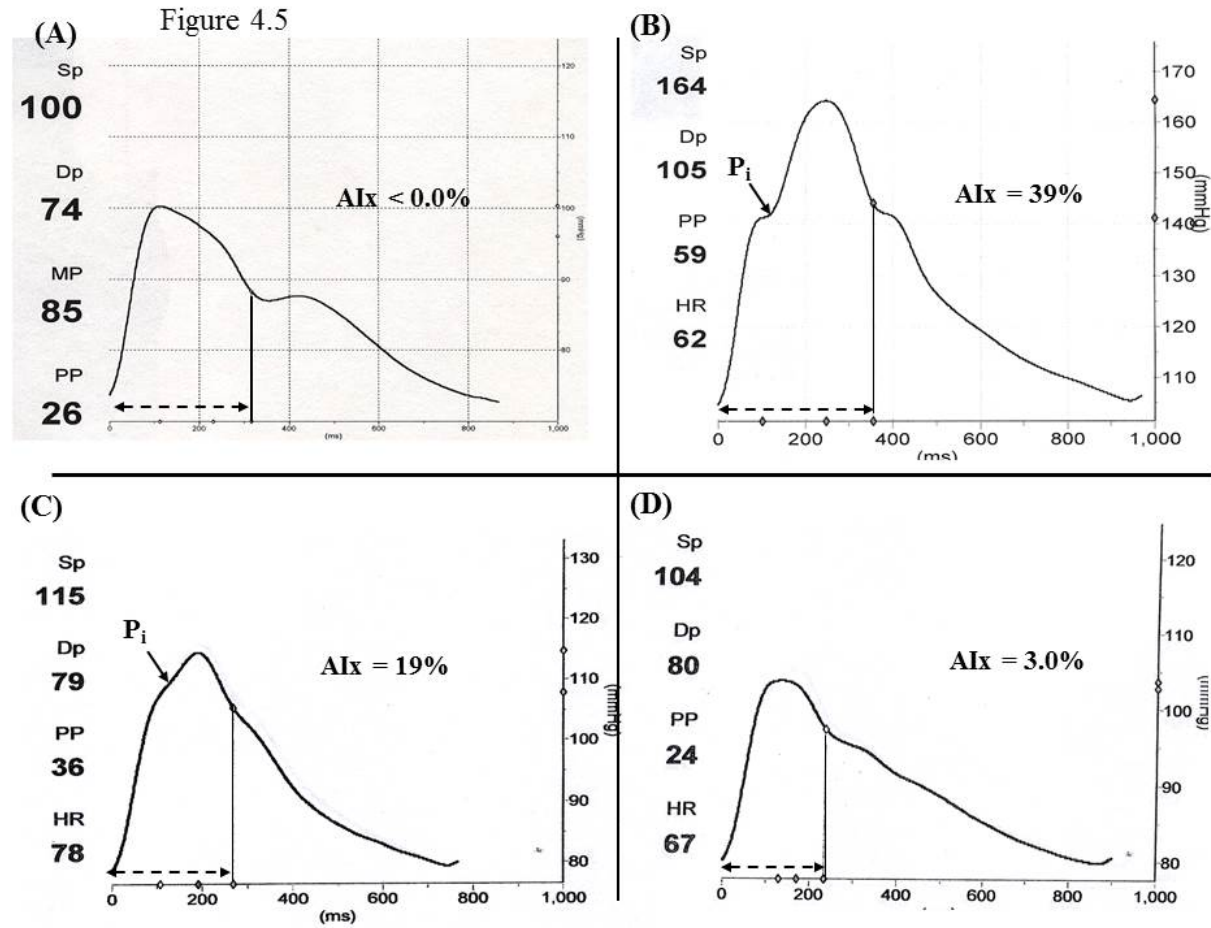 Figure 4.5
(A)
Sp
100
Dp
74
MP
85
PP
26
AIx < 0.0%
120
110
100
90
80
(mmHg)
0
200
400
600
800
1,000
(ms)
(B)
Sp
164
Dp
105
PP
59
HR
62
Pi
AIx = 39%
170
160
150
140
130
120
110
(mmHg)
0
200
400
600
800
1,000
(ms)
(C)
Sp
115
Dp
79
PP
36
HR
78
Pi
AIx = 19%
130
120
110
100
90
80
(mmHg)
0
200
400
600
800
1,000
(ms)
(D)
Sp
104
Dp
80
PP
24
HR
67
AIx = 3.0%
120
110
100
90
80
(mmHg)
0
200
400
600
800
1,000